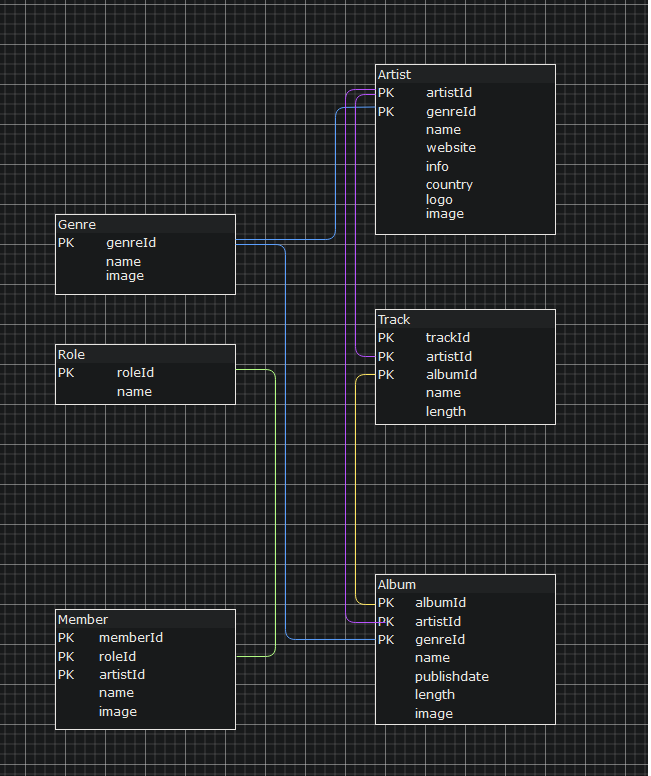 Artist
PK artistId
PK genreId
name
website
info
country
logo
image
Genre
PK genreId
name
image
Role
PK roleId
name
Track
PK trackId
PK artistId
PK albumId
name
length
Member
PK memberId
PK roleId
PK artistId
name
image
Album
PK albumId
PK artistId
PK genreId
name
publishdate
length
image